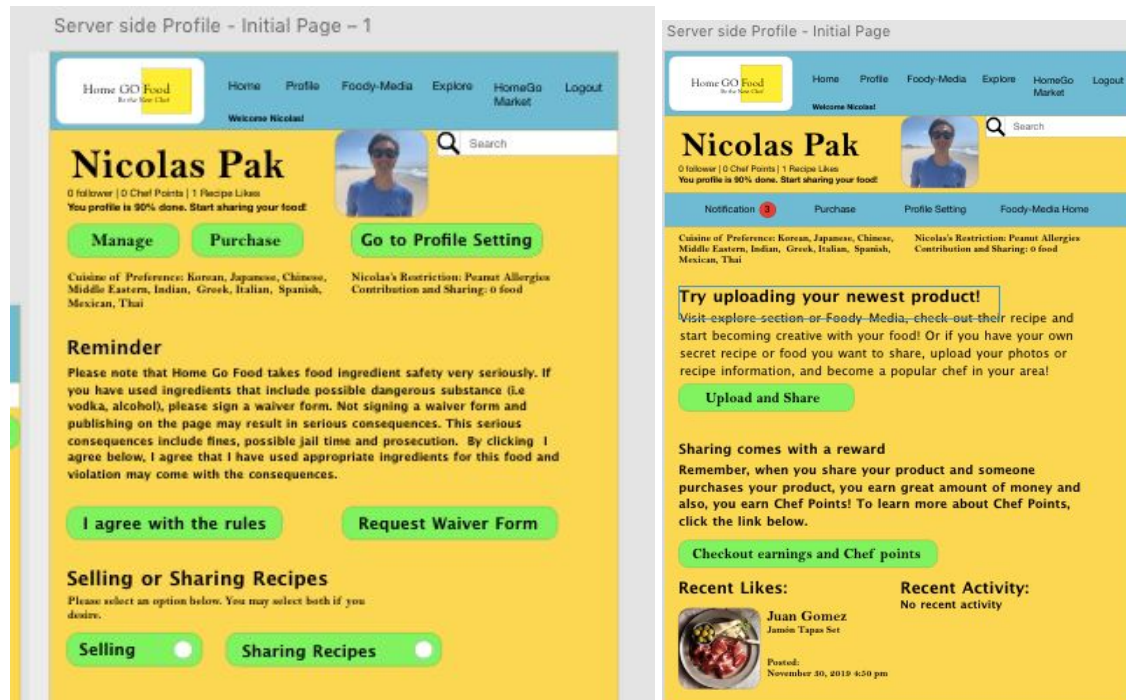 Server side Profile - Initial Page – 1
Home GO Food
Be the New Chef
Home Profile Foody-Media Explore HomeGo Market Logout
Welcome Nicolas!
Search
Nicolas Pak
0 follower | 0 Chef Points | 1 Recipe Likes
You profile is 90% done. Start sharing your food!
Manage
Purchase
Go to Profile Setting
Cuisine of Preference: Korean, Japanese, Chinese,
Middle Eastern, Indian, Greek, Italian, Spanish,
Mexican, Thai
Nicolas's Restriction: Peanut Allergies
Contribution and Sharing: 0 food
Reminder
Please note that Home Go Food takes food ingredient safety very seriously. If
you have used ingredients that include possible dangerous substance (i.e
vodka, alcohol), please sign a waiver form. Not signing a waiver form and
publishing on the page may result in serious consequences. This serious
consequences include fines, possible jail time and prosecution. By clicking I
agree below, I agree that I have used appropriate ingredients for this food and
violation may come with the consequences.
I agree with the rules
Request Waiver Form
Selling or Sharing Recipes
Please select an option below. You may select both if you
desire.
Selling
Sharing Recipes
Server side Profile - Initial Page
Home GO Food
Be the New Chef
Home Profile Foody-Media Explore HomeGo Market Logout
Welcome Nicolas!
Search
Nicolas Pak
0 follower | 0 Chef Points | 1 Recipe Likes
You profile is 90% done. Start sharing your food!
Notification 3 Purchase Profile Setting Foody-Media Home
Cuisine of Preference: Korean, Japanese, Chinese,
Middle Eastern, Indian, Greek, Italian, Spanish,
Mexican, Thai
Nicolas's Restriction: Peanut Allergies
Contribution and Sharing: 0 food
Try uploading your newest product!
Visit explore section or Foody-Media, check out their recipe and
start becoming creative with your food! Or if you have your own
secret recipe or food you want to share, upload your photos or
recipe information, and become a popular chef in your area!
Upload and Share
Sharing comes with a reward
Remember, when you share your product and someone
purchases your product, you earn great amount of money and
also, you earn Chef Points! To learn more about Chef Points,
click the link below.
Checkout earnings and Chef points
Recent Likes:
Juan Gomez
Jamón Tapas Set
Posted:
November 30, 2019 4:50 pm
Recent Activity:
No recent activity